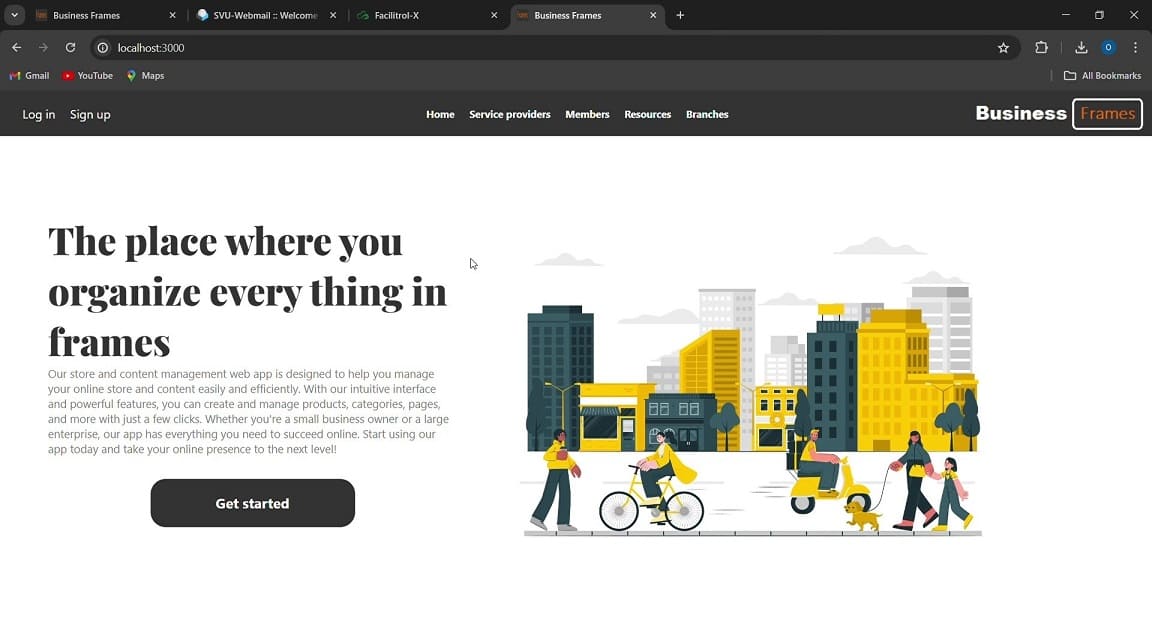 Business Frames
SVU-Webmail :: Welcome
Facilitrol-X
Business Frames
localhost:3000
O
Gmail
YouTube
Maps
All Bookmarks
Log in
Sign up
Home
Service providers
Members
Resources
Branches
Business Frames
The place where you
organize every thing in
frames
Our store and content management web app is designed to help you manage
your online store and content easily and efficiently. With our intuitive interface
and powerful features, you can create and manage products, categories, pages,
and more with just a few clicks. Whether you're a small business owner or a large
enterprise, our app has everything you need to succeed online. Start using our
app today and take your online presence to the next level!
Get started